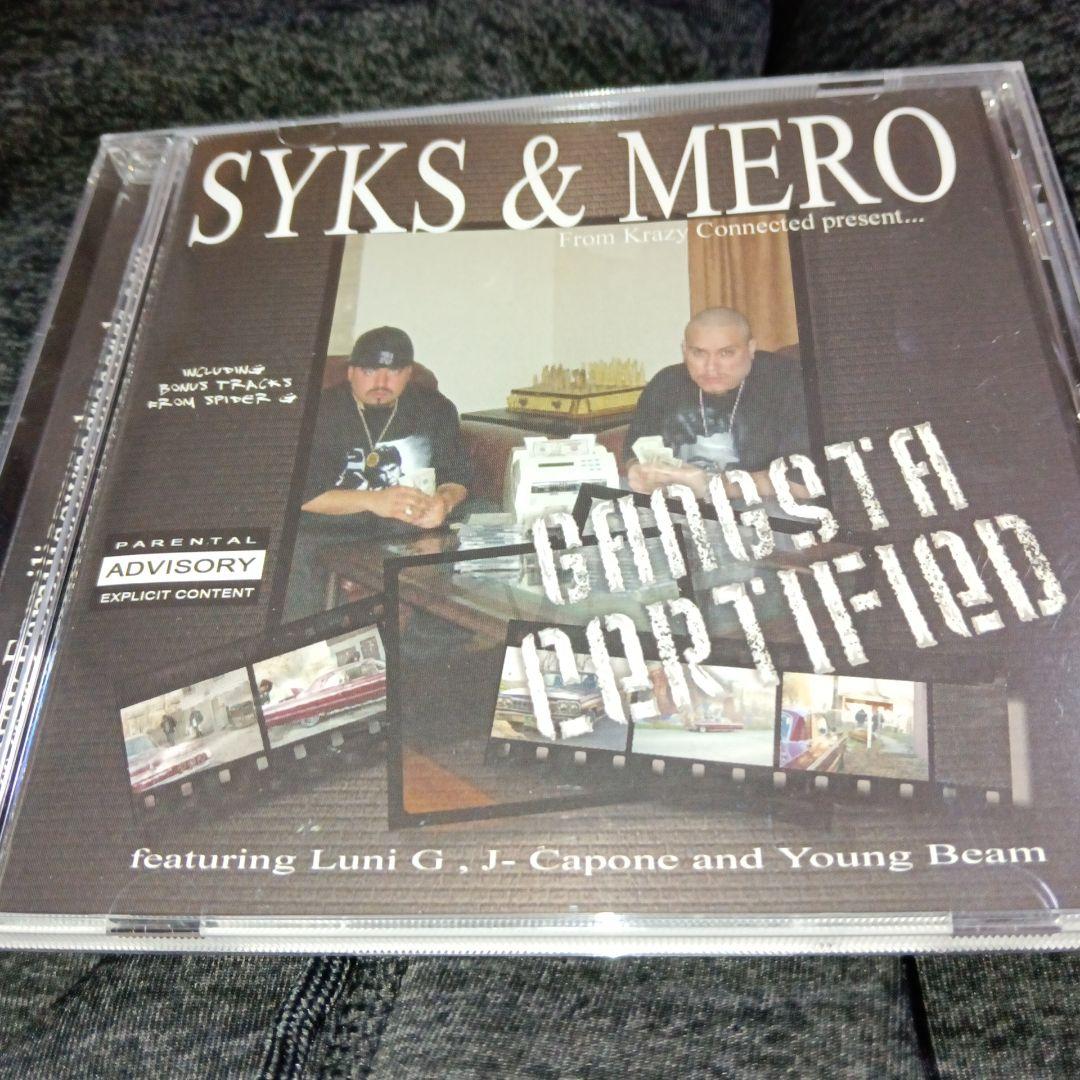 SYKS & MERO
From Krazy Connected present...
INCLUDING
BONUS TRACKS
FROM SPIDER G
PARENTAL
ADVISORY
EXPLICIT CONTENT
GANGSTA
CERTIFIED
featuring Luni G , J- Capone and Young Beam